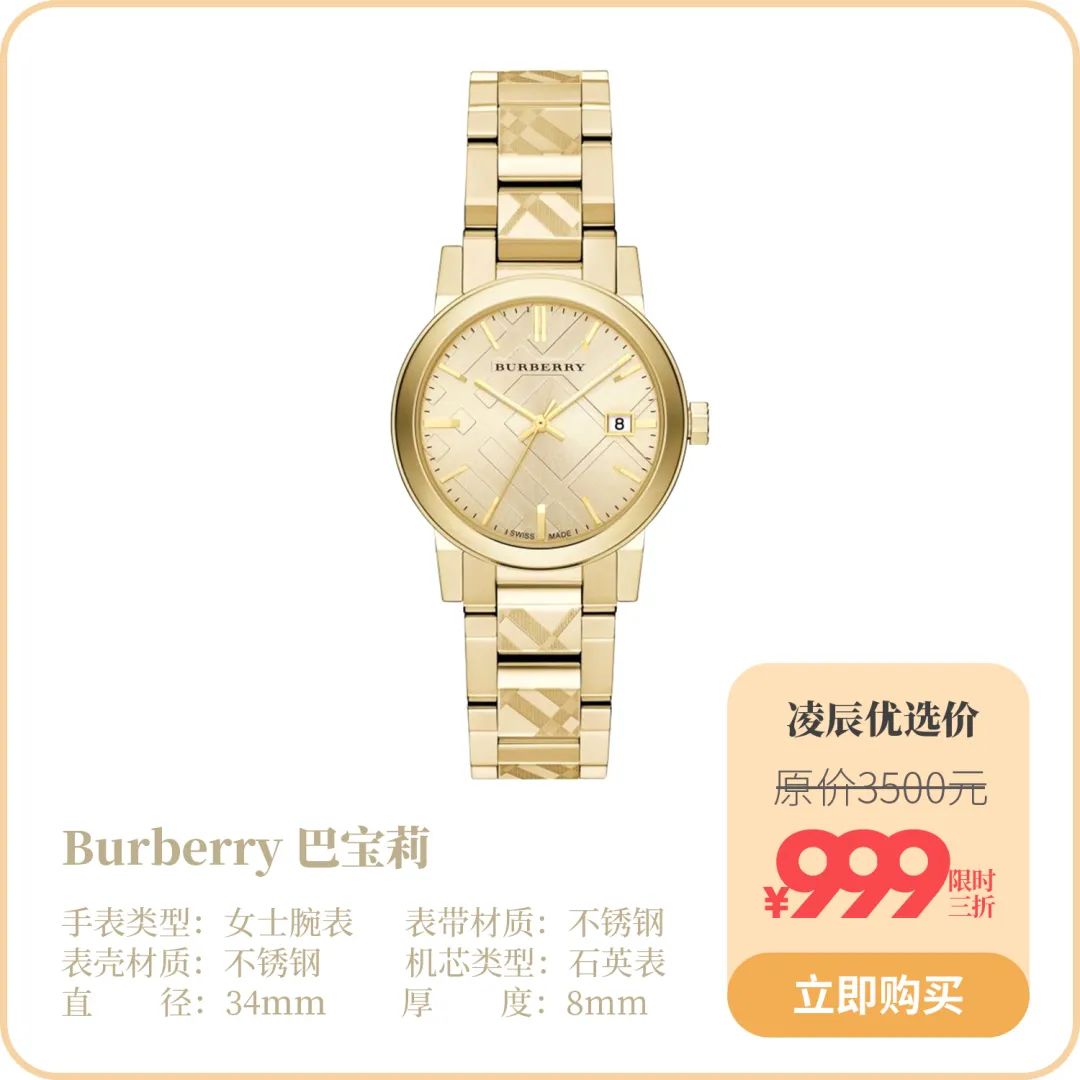 BURBERRY
8
SWISS MADE
Burberry 巴宝莉
手表类型：女士腕表 表带材质：不锈钢
表壳材质：不锈钢 机芯类型：石英表
直 径：34mm 厚 度：8mm
凌辰优选价
原价3500元
¥999 限时三折
立即购买